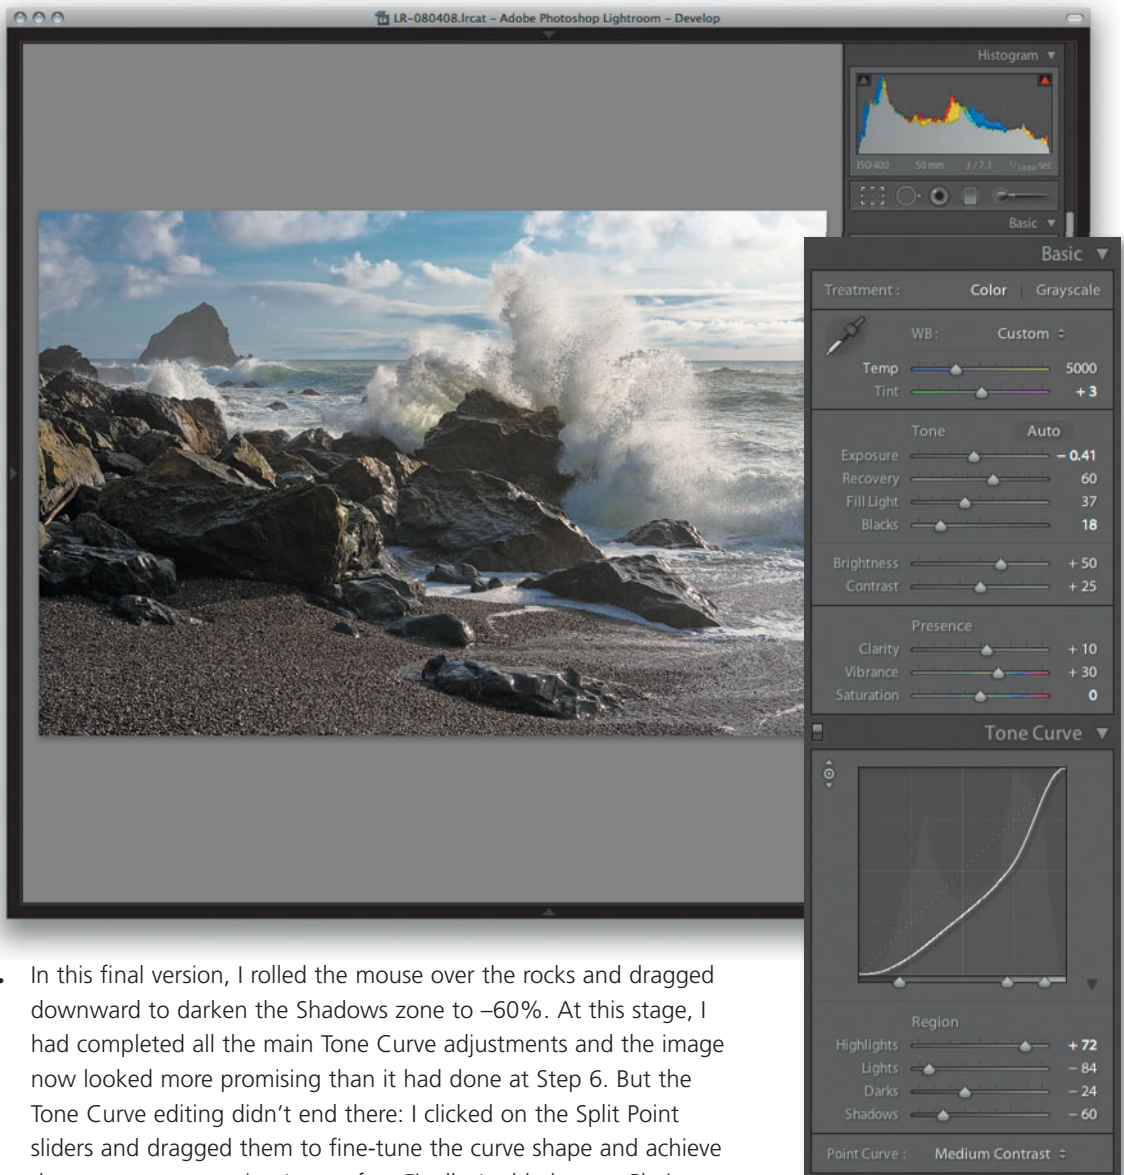 LR-080408.lrcat – Adobe Photoshop Lightroom – Develop
Histogram
ISO 400 50 mm ƒ / 7.1 sec
Basic
Basic
Treatment : Color Grayscale
WB : Custom
Temp 5000
Tint + 3
Tone Auto
Exposure – 0.41
Recovery 60
Fill Light 37
Blacks 18
Brightness + 50
Contrast + 25
Presence
Clarity + 10
Vibrance + 30
Saturation 0
Tone Curve
Region
Highlights + 72
Lights – 84
Darks – 24
Shadows – 60
Point Curve : Medium Contrast
In this final version, I rolled the mouse over the rocks and dragged
downward to darken the Shadows zone to –60%. At this stage, I
had completed all the main Tone Curve adjustments and the image
now looked more promising than it had done at Step 6. But the
Tone Curve editing didn’t end there: I clicked on the Split Point
sliders and dragged them to fine-tune the curve shape and achieve